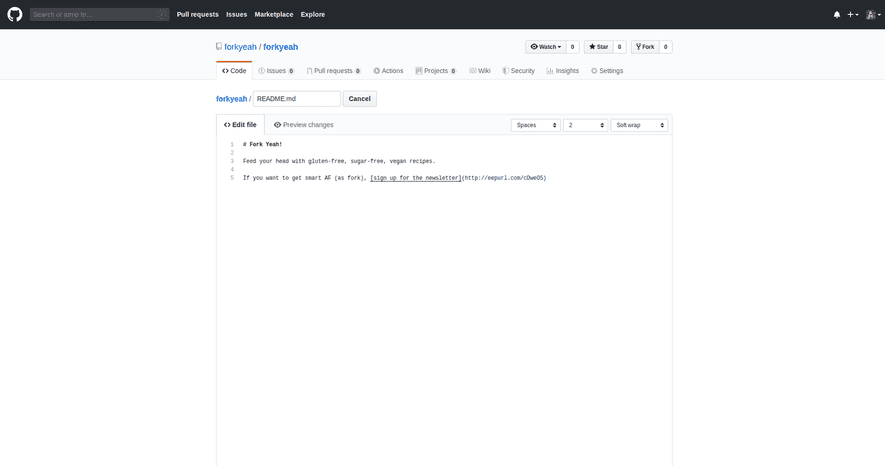 Search or jump to... /
Pull requests Issues Marketplace Explore
forkyeah / forkyeah
Watch 0 Star 0 Fork 0
Code Issues 0 Pull requests 0 Actions Projects 0 Wiki Security Insights Settings
forkyeah / README.md Cancel
Edit file Preview changes Spaces 2 Soft wrap
1 # Fork Yeah!
2
3 Feed your head with gluten-free, sugar-free, vegan recipes.
4
5 If you want to get smart AF (as fork), [sign up for the newsletter](http://eepurl.com/cDweOS)